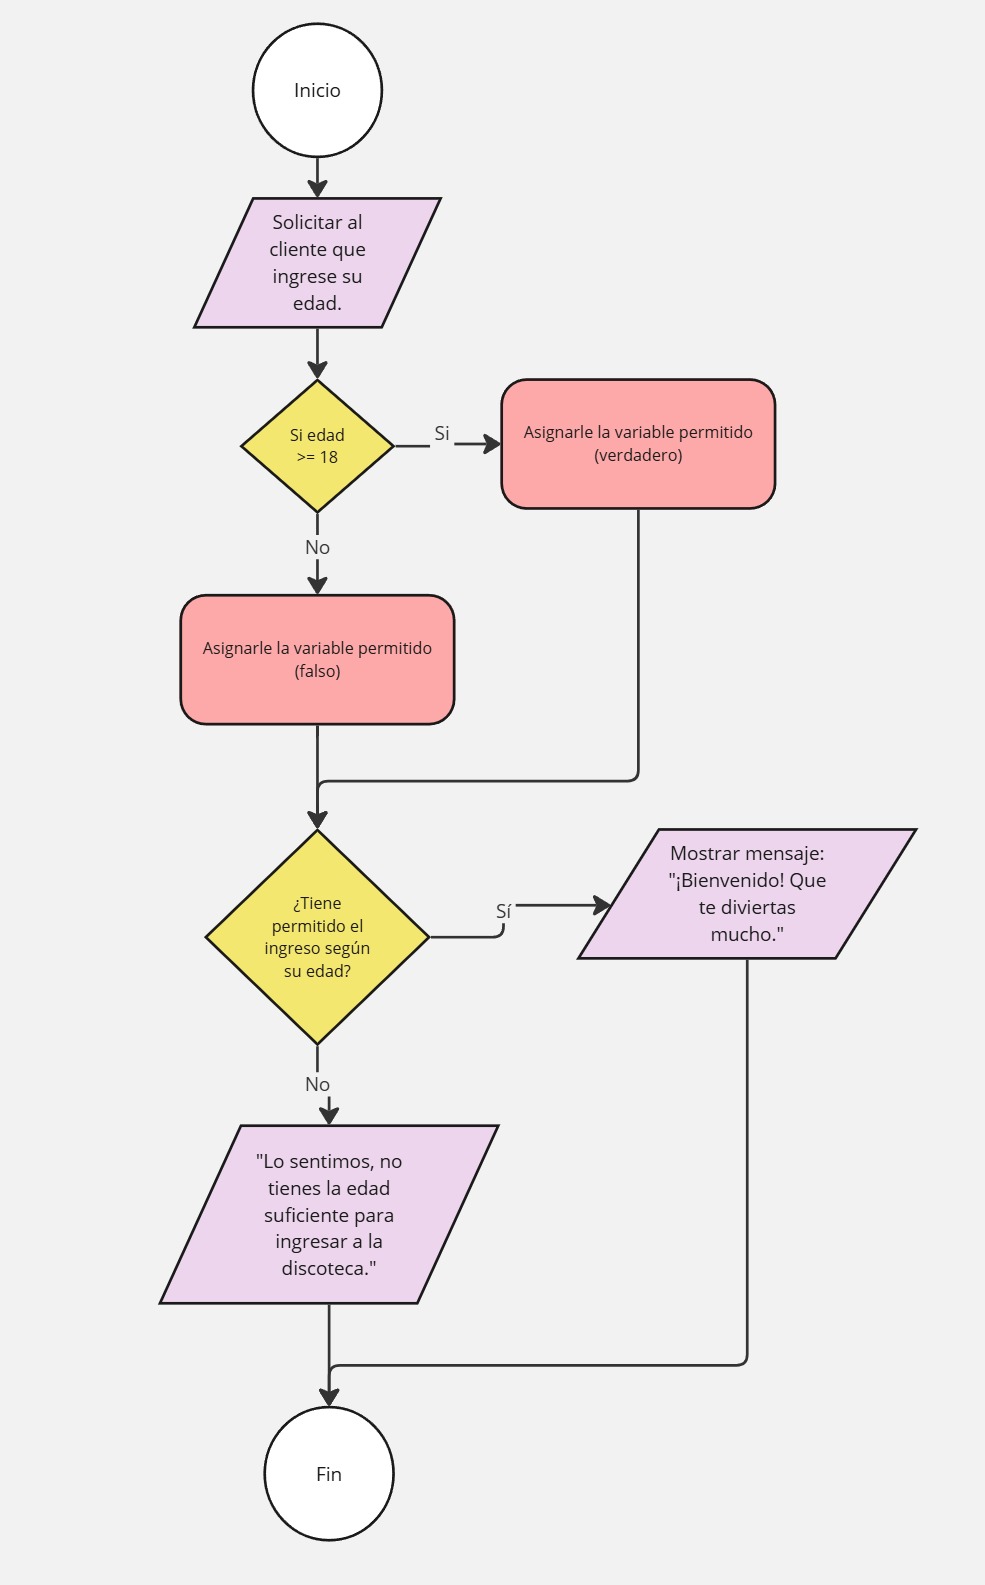 Inicio
Solicitar al
cliente que
ingrese su
edad.
Si edad
>= 18
Si
Asignarle la variable permitido
(verdadero)
No
Asignarle la variable permitido
(falso)
¿Tiene
permitido el
ingreso según
su edad?
Sí
Mostrar mensaje:
"¡Bienvenido! Que
te diviertas
mucho."
No
"Lo sentimos, no
tienes la edad
suficiente para
ingresar a la
discoteca."
Fin